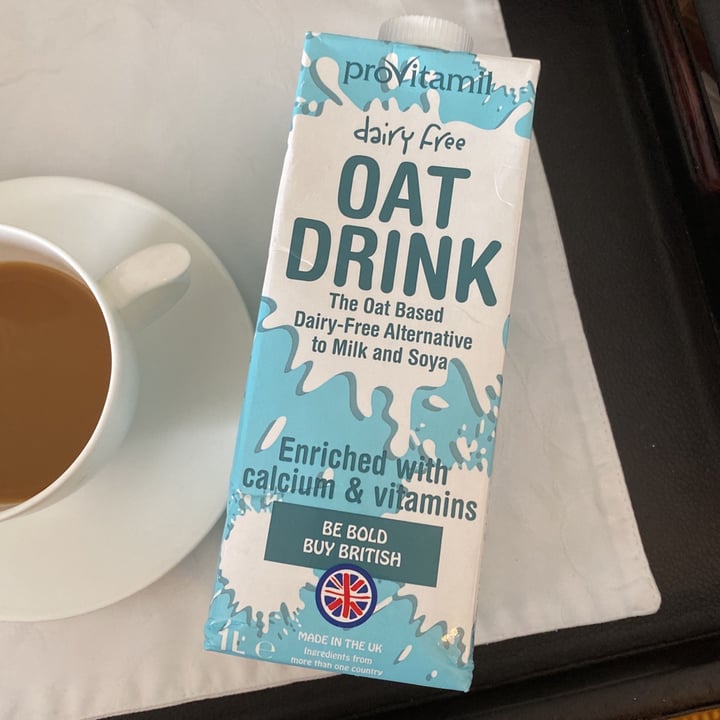 provitamil
dairy free
OAT
DRINK
The Oat Based
Dairy-Free Alternative
to Milk and Soya
Enriched with
calcium & vitamins
BE BOLD
BUY BRITISH
MADE IN THE UK
Ingredients from
more than one country
1L ℮